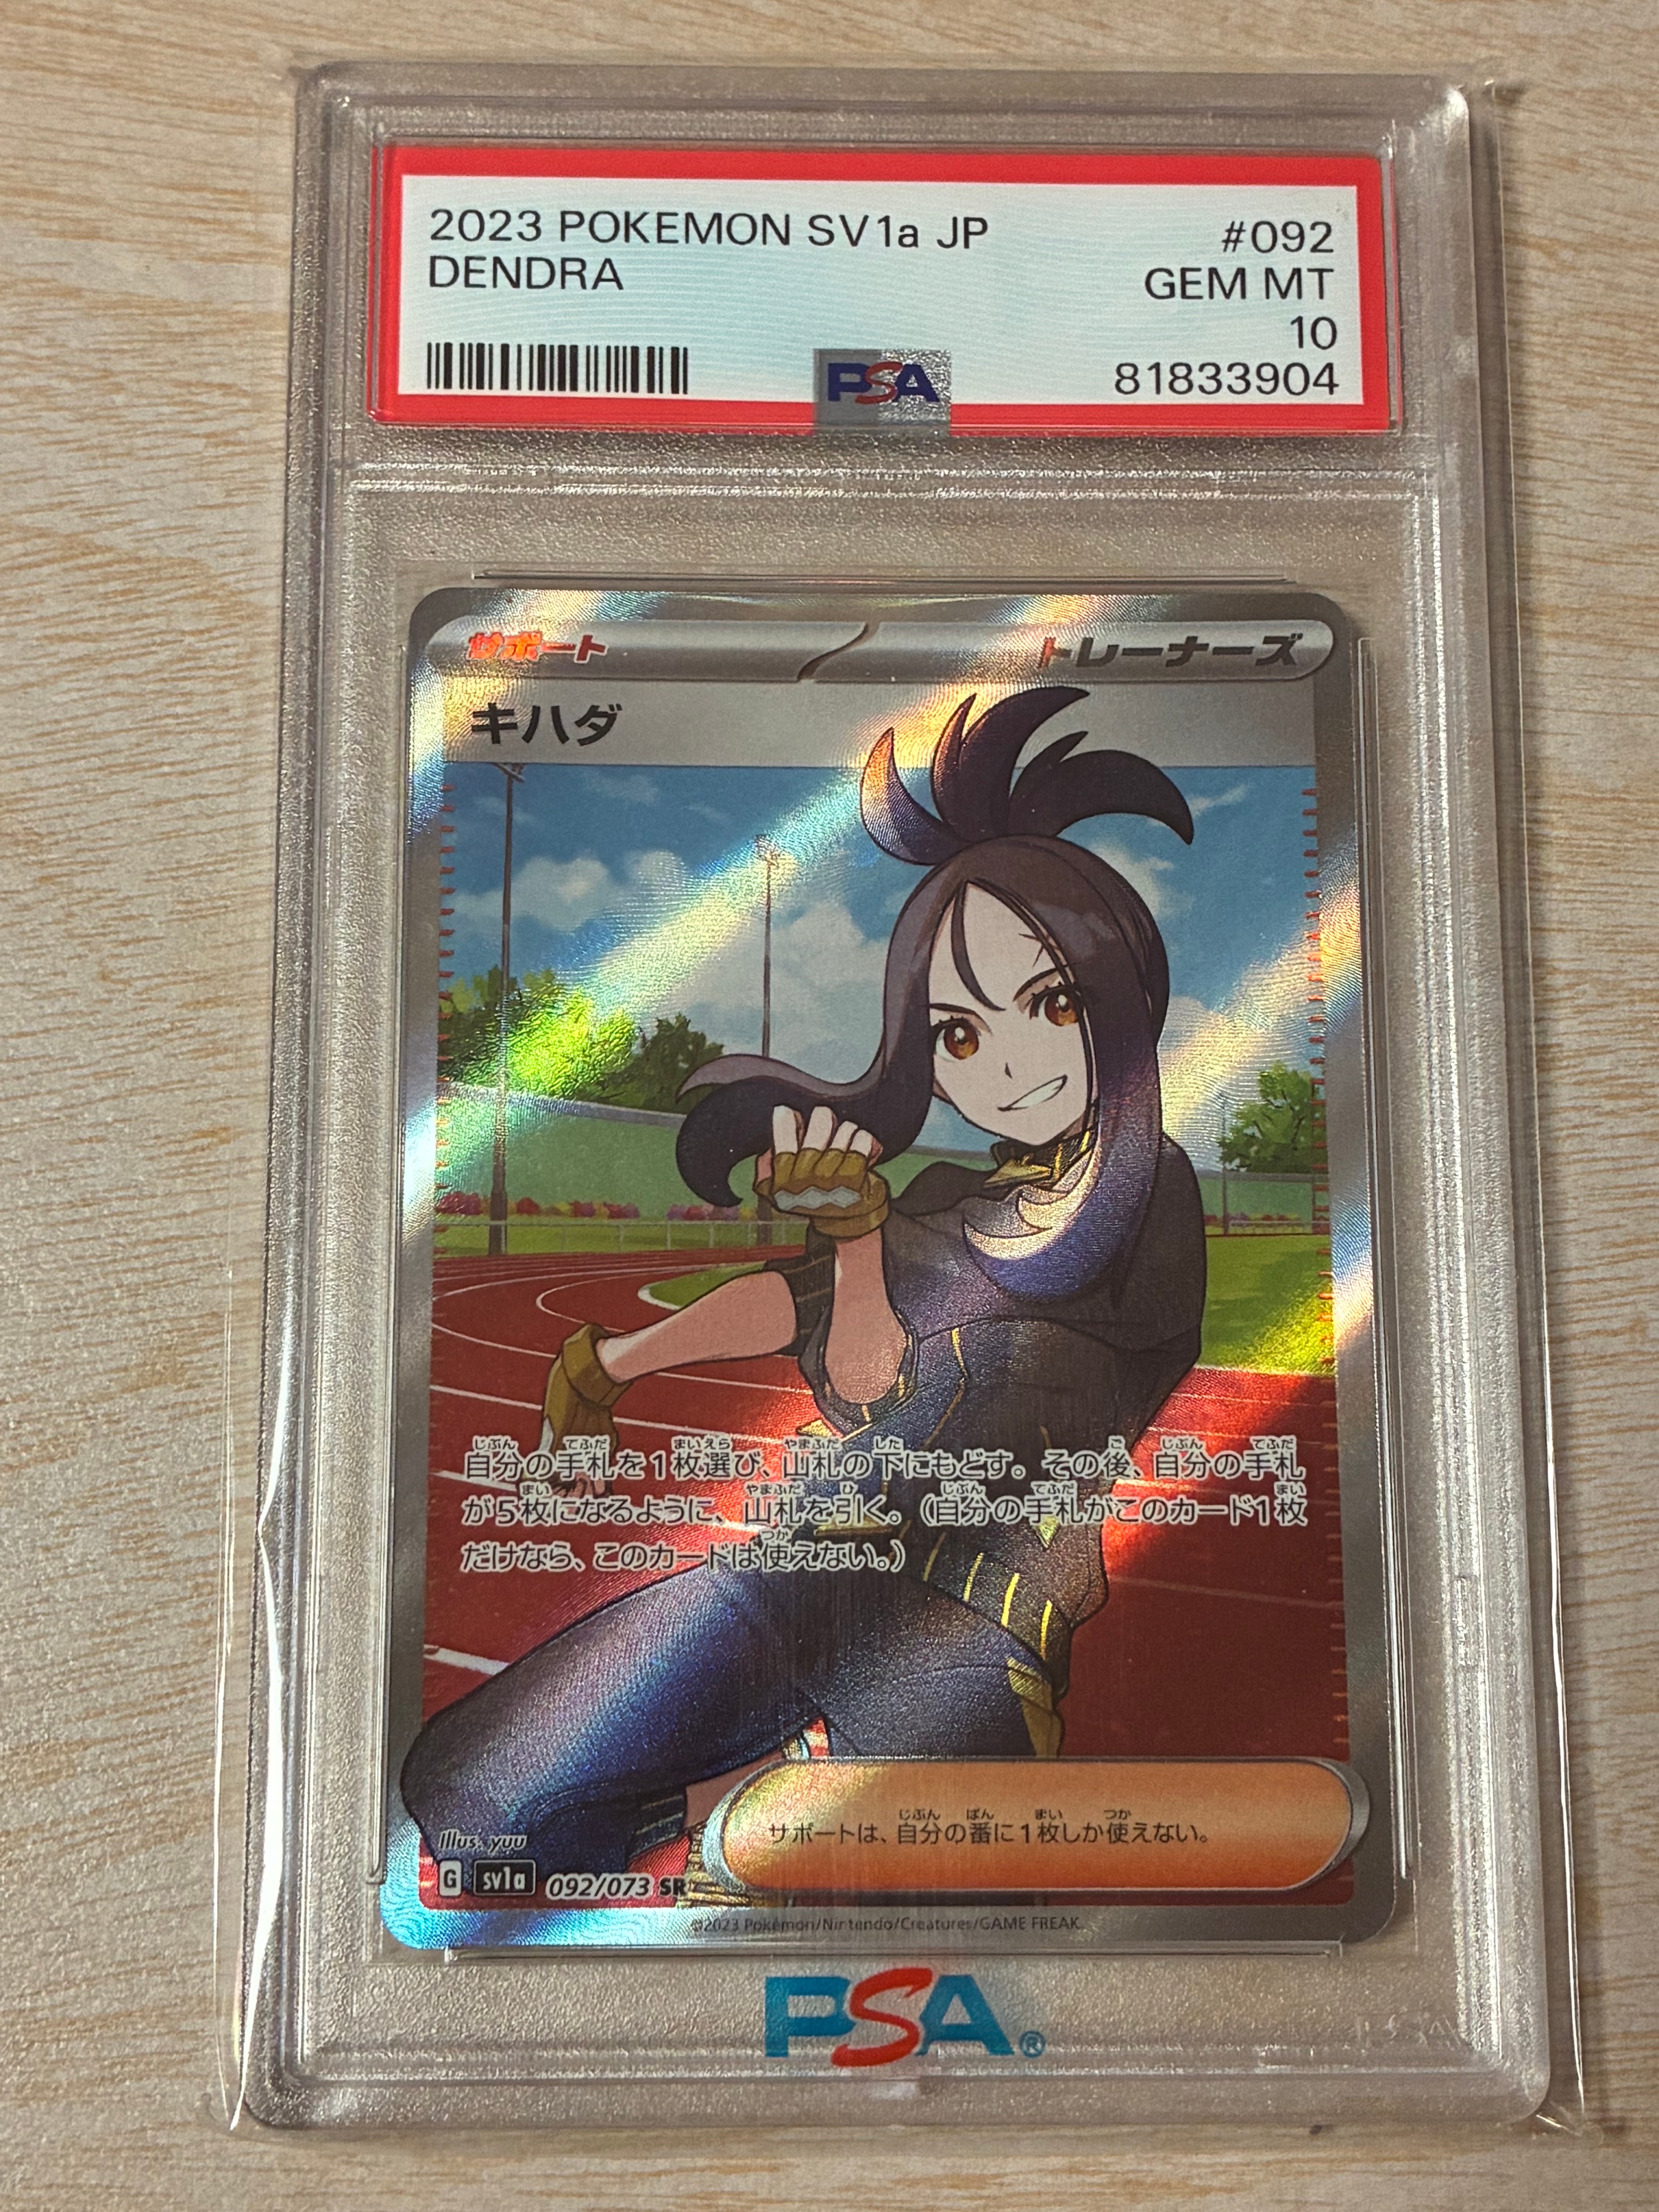 2023 POKEMON SV1a JP #092
DENDRA GEM MT
10
PSA 81833904
サポート トレーナーズ
キハダ
自分の手札を1枚選び、山札の下にもどす。その後、自分の手札
が5枚になるように、山札を引く。（自分の手札がこのカード1枚
だけなら、このカードは使えない。）
サポートは、自分の番に1枚しか使えない。
Illus. yuu
G sv1a 092/073 SR
©2023 Pokémon/Nintendo/Creatures/GAME FREAK.
PSA®